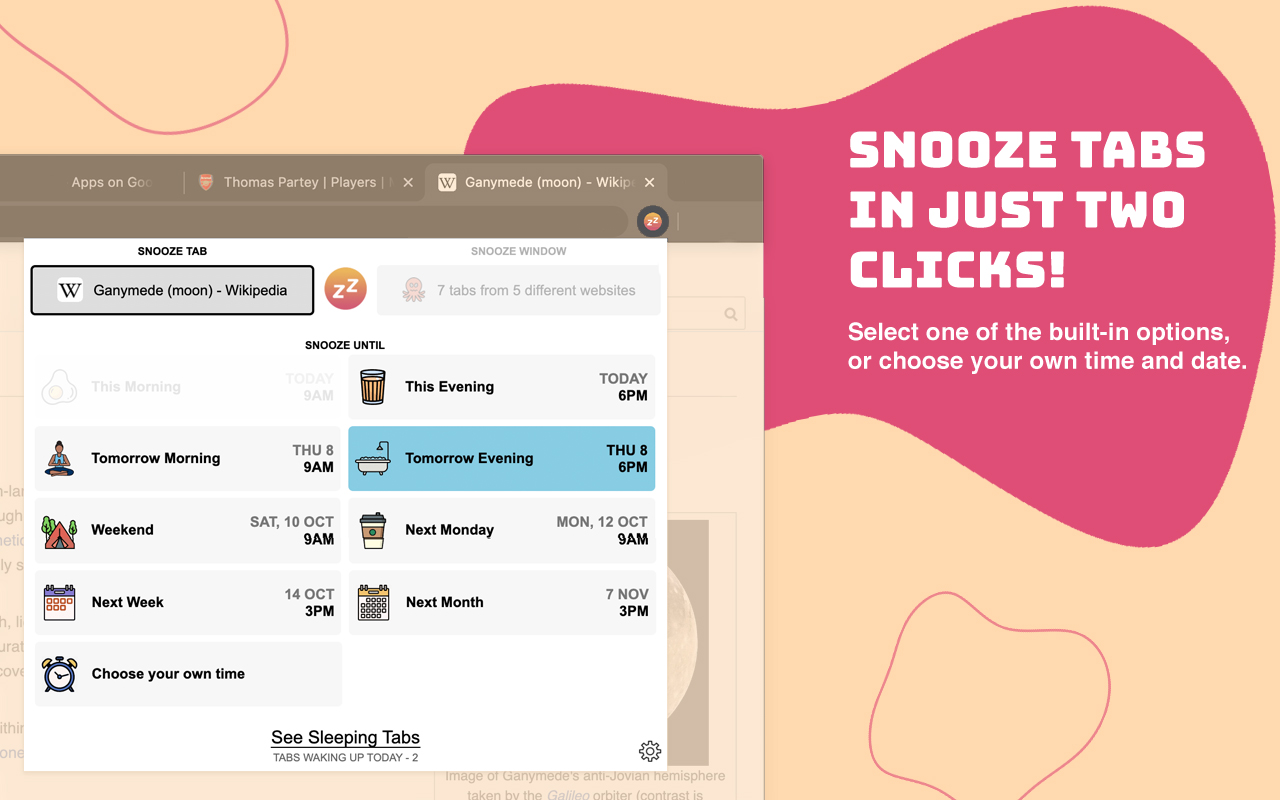 SNOOZE TABS
IN JUST TWO
CLICKS!
Select one of the built-in options,
or choose your own time and date.
Apps on Goo
Thomas Partey | Players |
Ganymede (moon) - Wikip
zz
SNOOZE TAB
SNOOZE WINDOW
W Ganymede (moon) - Wikipedia
zz
7 tabs from 5 different websites
SNOOZE UNTIL
This Morning
TODAY
9AM
This Evening
TODAY
6PM
Tomorrow Morning
THU 8
9AM
Tomorrow Evening
THU 8
6PM
Weekend
SAT, 10 OCT
9AM
Next Monday
MON, 12 OCT
9AM
Next Week
14 OCT
3PM
Next Month
7 NOV
3PM
Choose your own time
See Sleeping Tabs
TABS WAKING UP TODAY - 2
Image of Ganymede's anti-Jovian hemisphere
taken by the Galileo orbiter (contrast is